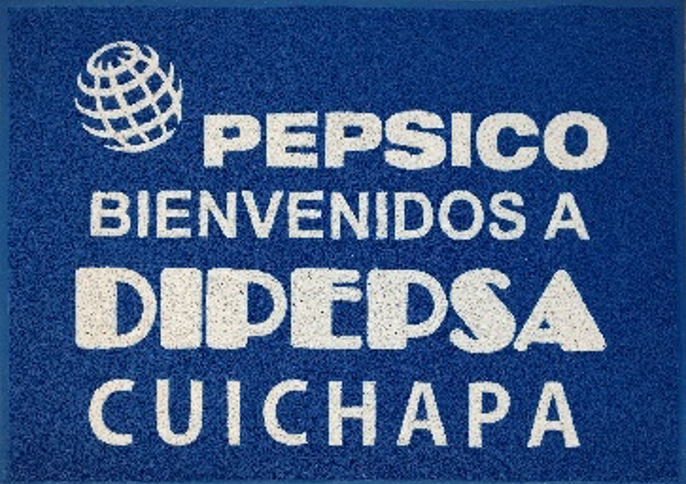 PEPSICO
BIENVENIDOS A
DIPEPSA
CUICHAPA